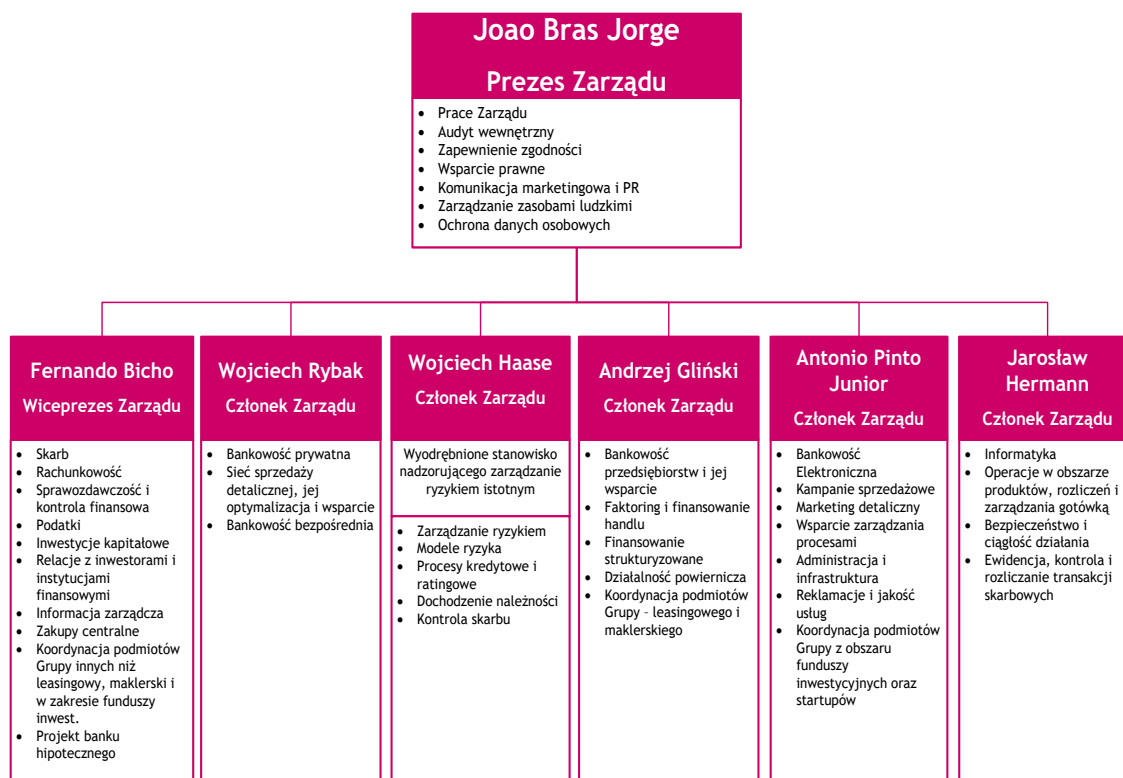 Joao Bras Jorge
Prezes Zarządu
• Prace Zarządu
• Audyt wewnętrzny
• Zapewnienie zgodności
• Wsparcie prawne
• Komunikacja marketingowa i PR
• Zarządzanie zasobami ludzkimi
• Ochrona danych osobowych
Fernando Bicho
Wiceprezes Zarządu
• Skarb
• Rachunkowość
• Sprawozdawczość i
kontrola finansowa
• Podatki
• Inwestycje kapitałowe
• Relacje z inwestorami i
instytucjami
finansowymi
• Informacja zarządcza
• Zakupy centralne
• Koordynacja podmiotów
Grupy innych niż
leasingowy, maklerski i
w zakresie funduszy
inwest.
• Projekt banku
hipotecznego
Wojciech Rybak
Członek Zarządu
• Bankowość prywatna
• Sieć sprzedaży
detalicznej, jej
optymalizacja i wsparcie
• Bankowość bezpośrednia
Wojciech Haase
Członek Zarządu
Wyodrębnione stanowisko
nadzorującego zarządzanie
ryzykiem istotnym
• Zarządzanie ryzykiem
• Modele ryzyka
• Procesy kredytowe i
ratingowe
• Dochodzenie należności
• Kontrola skarbu
Andrzej Gliński
Członek Zarządu
• Bankowość
przedsiębiorstw i jej
wsparcie
• Faktoring i finansowanie
handlu
• Finansowanie
strukturyzowane
• Działalność powiernicza
• Koordynacja podmiotów
Grupy – leasingowego i
maklerskiego
Antonio Pinto
Junior
Członek Zarządu
• Bankowość
Elektroniczna
• Kampanie sprzedażowe
• Marketing detaliczny
• Wsparcie zarządzania
procesami
• Administracja i
infrastruktura
• Reklamacje i jakość
usług
• Koordynacja podmiotów
Grupy z obszaru
funduszy
inwestycyjnych oraz
startupów
Jarosław
Hermann
Członek Zarządu
• Informatyka
• Operacje w obszarze
produktów, rozliczeń i
zarządzania gotówką
• Bezpieczeństwo i
ciągłość działania
• Ewidencja, kontrola i
rozliczanie transakcji
skarbowych